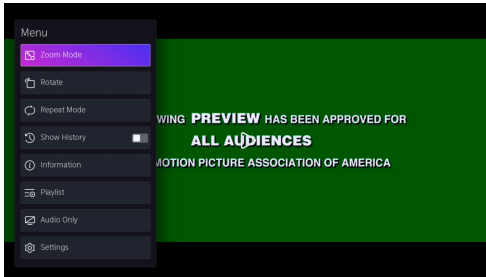 Menu
Zoom Mode
Rotate
Repeat Mode
Show History
Information
Playlist
Audio Only
Settings
WING PREVIEW HAS BEEN APPROVED FOR
ALL AUDIENCES
MOTION PICTURE ASSOCIATION OF AMERICA